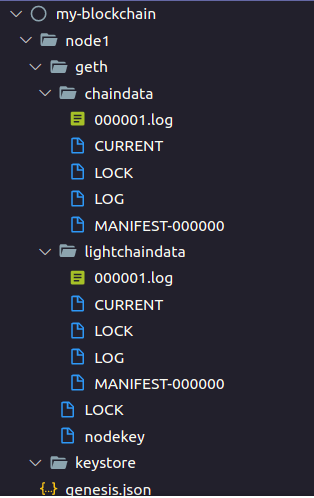 my-blockchain
node1
geth
chaindata
000001.log
CURRENT
LOCK
LOG
MANIFEST-000000
lightchaindata
000001.log
CURRENT
LOCK
LOG
MANIFEST-000000
LOCK
nodekey
keystore
genesis.json